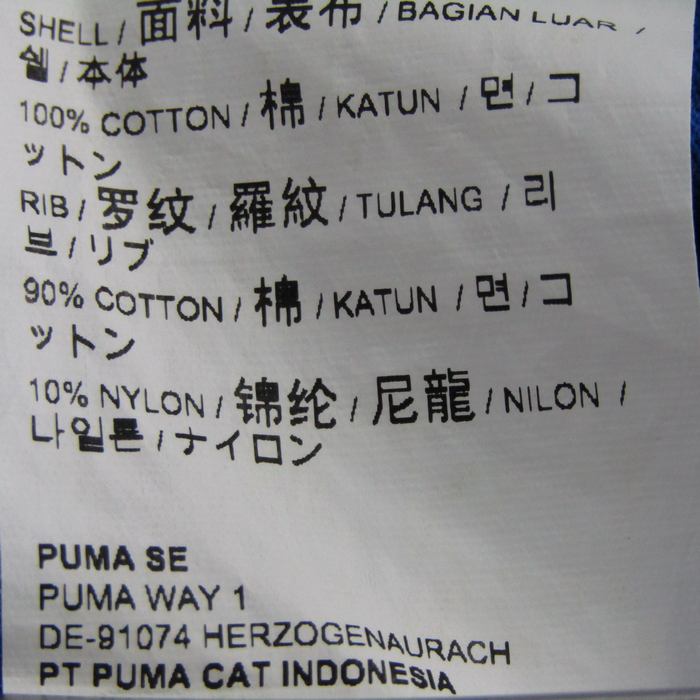 SHELL / 面料 / 表布 / BAGIAN LUAR /
쉘 / 本体
100% COTTON / 棉 / KATUN / 면 / コ
ットン
RIB / 罗纹 / 羅紋 / TULANG / 리
브 / リブ
90% COTTON / 棉 / KATUN / 면 / コ
ットン
10% NYLON / 锦纶 / 尼龍 / NILON /
나일론 / ナイロン
PUMA SE
PUMA WAY 1
DE-91074 HERZOGENAURACH
PT PUMA CAT INDONESIA